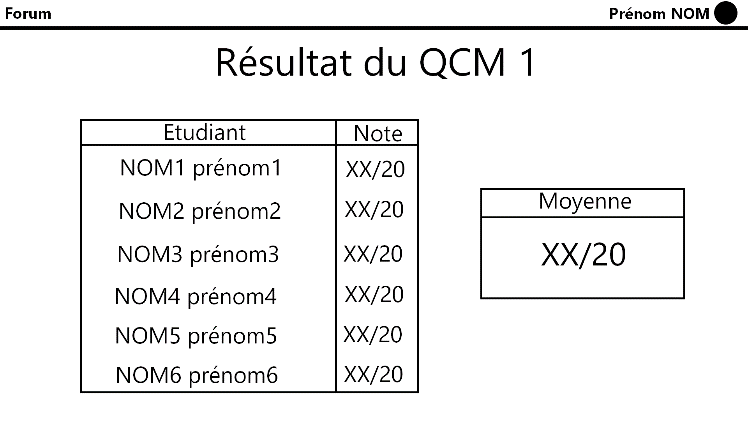 Forum Prénom NOM
Résultat du QCM 1
Etudiant Note
NOM1 prénom1 XX/20
NOM2 prénom2 XX/20
NOM3 prénom3 XX/20
NOM4 prénom4 XX/20
NOM5 prénom5 XX/20
NOM6 prénom6 XX/20
Moyenne
XX/20